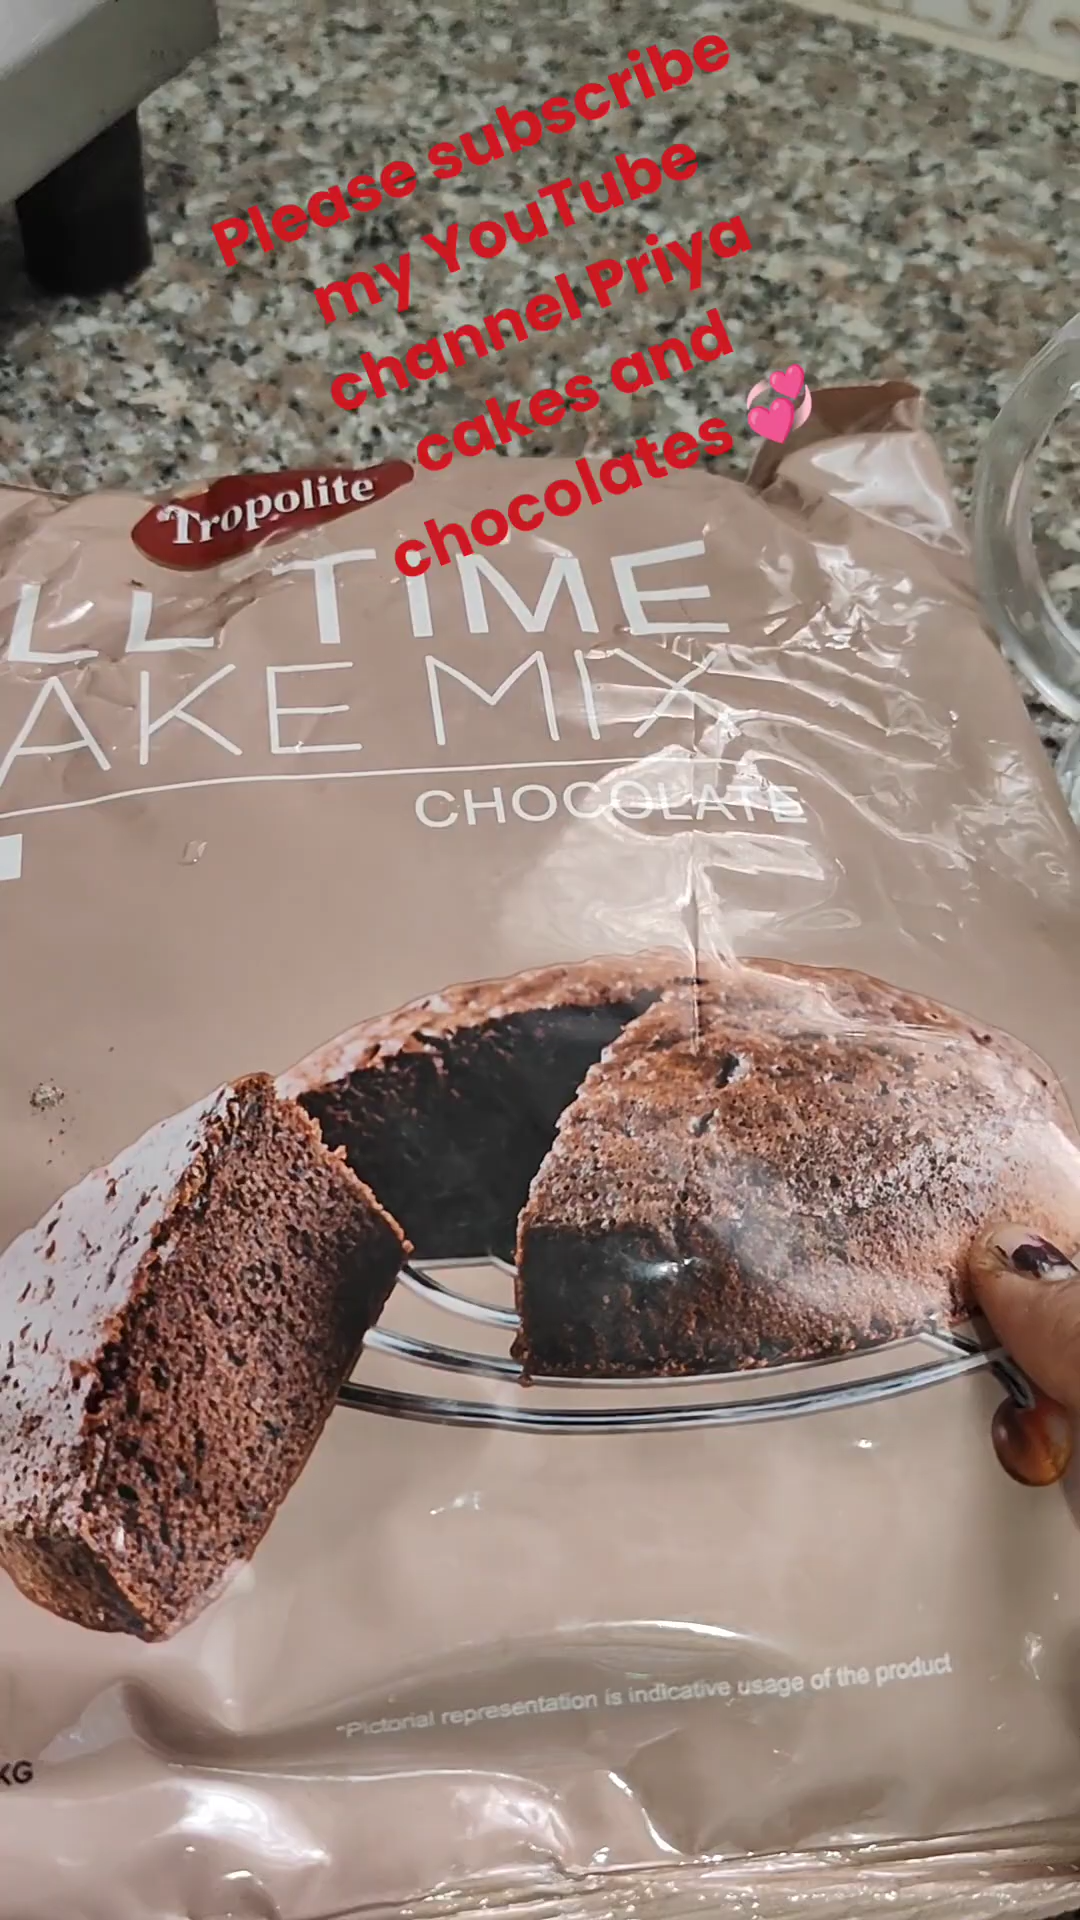 Please subscribe
my YouTube
channel Priya
cakes and
chocolates 💞
Tropolite
LL TIME
AKE MIX
CHOCOLATE
*Pictorial representation is indicative usage of the product
KG